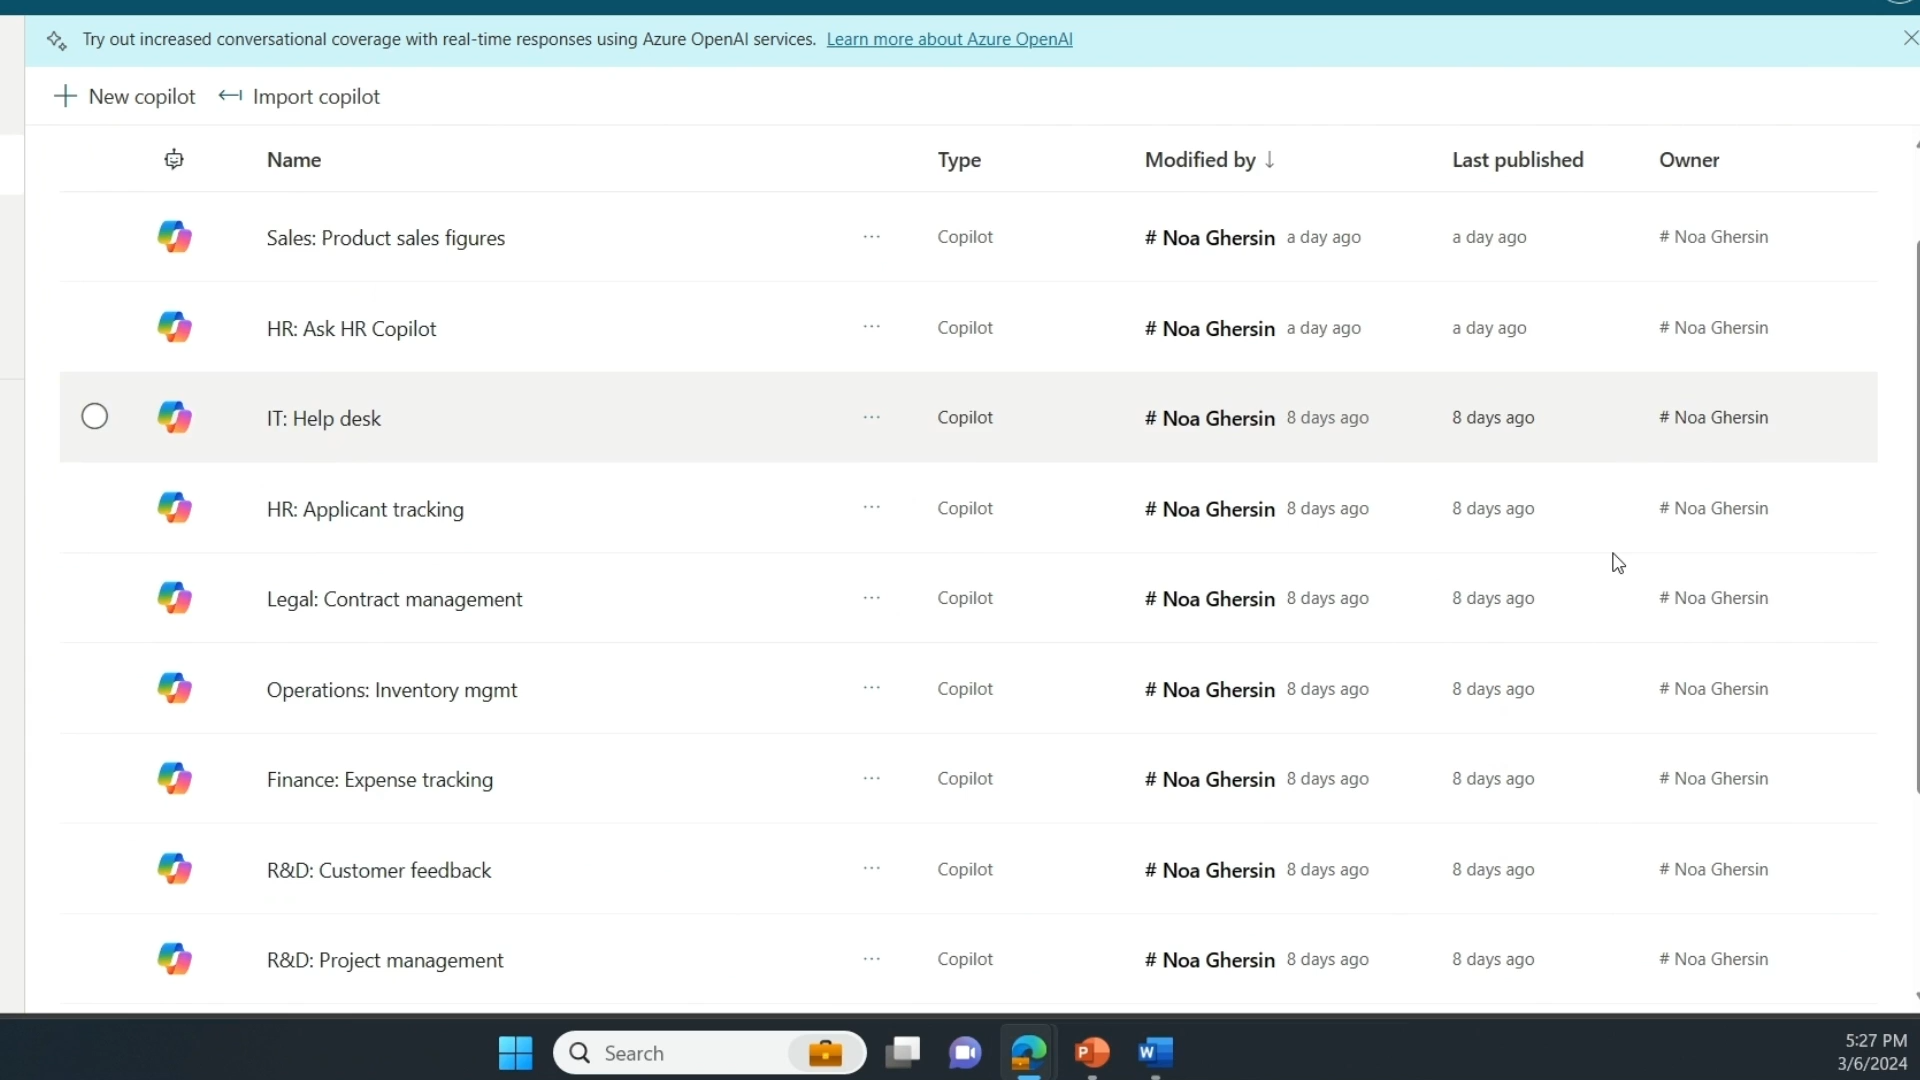 Try out increased conversational coverage with real-time responses using Azure OpenAI services. Learn more about Azure OpenAI
New copilot Import copilot
Name Type Modified by ↓ Last published Owner
Sales: Product sales figures ... Copilot # Noa Ghersin a day ago a day ago # Noa Ghersin
HR: Ask HR Copilot ... Copilot # Noa Ghersin a day ago a day ago # Noa Ghersin
IT: Help desk ... Copilot # Noa Ghersin 8 days ago 8 days ago # Noa Ghersin
HR: Applicant tracking ... Copilot # Noa Ghersin 8 days ago 8 days ago # Noa Ghersin
Legal: Contract management ... Copilot # Noa Ghersin 8 days ago 8 days ago # Noa Ghersin
Operations: Inventory mgmt ... Copilot # Noa Ghersin 8 days ago 8 days ago # Noa Ghersin
Finance: Expense tracking ... Copilot # Noa Ghersin 8 days ago 8 days ago # Noa Ghersin
R&D: Customer feedback ... Copilot # Noa Ghersin 8 days ago 8 days ago # Noa Ghersin
R&D: Project management ... Copilot # Noa Ghersin 8 days ago 8 days ago # Noa Ghersin
Search
P
W
5:27 PM
3/6/2024